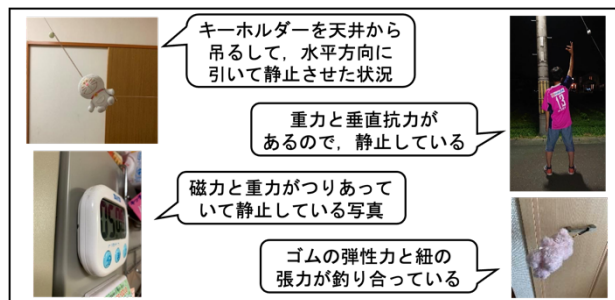 キーホルダーを天井から
吊るして，水平方向に
引いて静止させた状況
重力と垂直抗力が
あるので，静止している
13
磁力と重力がつりあって
いて静止している写真
ゴムの弾性力と紐の
張力が釣り合っている